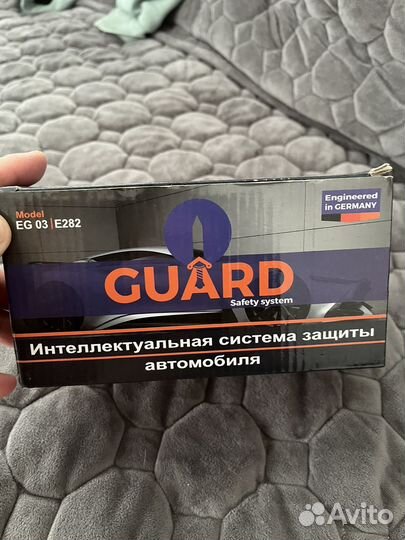 Model
EG 03 | E282
Engineered
in GERMANY
GUARD
Safety system
Интеллектуальная система защиты
автомобиля
Avito